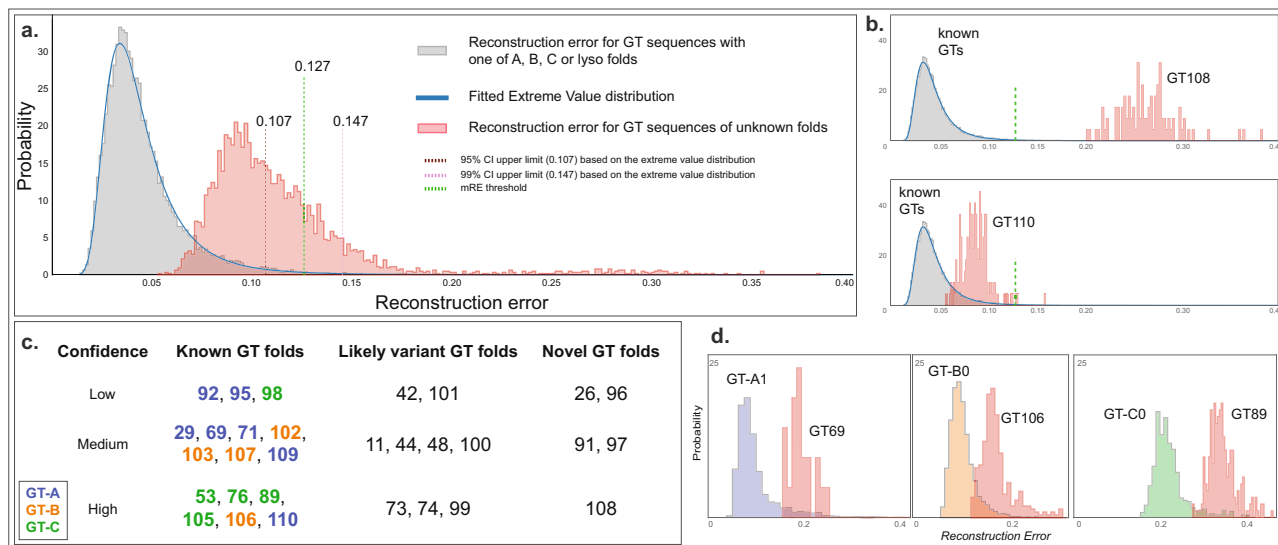 a.
30
25
20
15
10
5
0
Probability
0.127
0.107
0.147
Reconstruction error for GT sequences with
one of A, B, C or lyso folds
Fitted Extreme Value distribution
Reconstruction error for GT sequences of unknown folds
95% CI upper limit (0.107) based on the extreme value distribution
99% CI upper limit (0.147) based on the extreme value distribution
mRE threshold
0.05 0.10 0.15 0.20 0.25 0.30 0.35 0.40
Reconstruction error
b.
40
20
0
known
GTs
GT108
0 0.05 0.10 0.15 0.20 0.30 0.4
40
20
known
GTs
GT110
0 0.05 0.10 0.15 0.20 0.30 0.4
c.
Confidence Known GT folds Likely variant GT folds Novel GT folds
Low 92, 95, 98 42, 101 26, 96
Medium 29, 69, 71, 102, 103, 107, 109 11, 44, 48, 100 91, 97
GT-A
GT-B
GT-C
High 53, 76, 89, 105, 106, 110 73, 74, 99 108
d.
Probability
25
GT-A1
GT69
0 0.2 0.4
25
GT-B0
GT106
0 0.2
25
GT-C0
GT89
0 0.2 0.4
Reconstruction Error